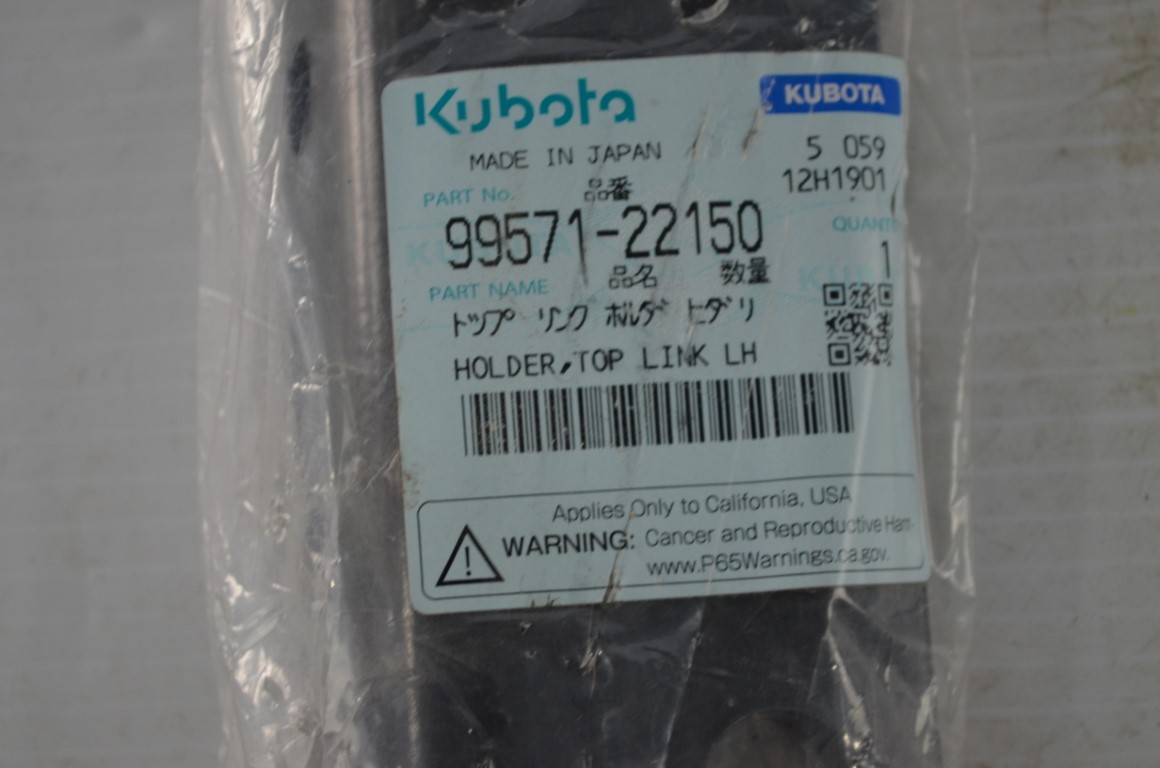 Kubota
KUBOTA
MADE IN JAPAN
5 059
PART No.
品番
12H1901
99571-22150
QUANT
品名 数量
1
PART NAME
トップ リンク ホルダ ヒダリ
HOLDER,TOP LINK LH
Applies Only to California, USA
WARNING: Cancer and Reproductive Harm-
www.P65Warnings.ca.gov.